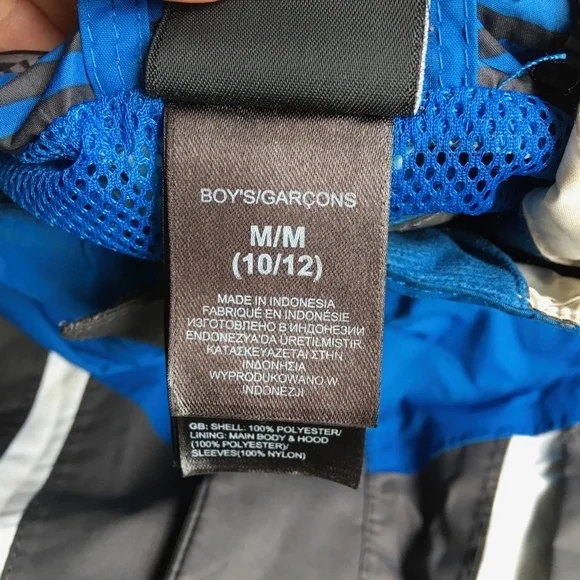 BOY'S/GARÇONS
M/M
(10/12)
MADE IN INDONESIA
FABRIQUÉ EN INDONÉSIE
ИЗГОТОВЛЕНО В ИНДОНЕЗИИ
ENDONEZYA'DA ÜRETILMISTIR
ΚΑΤΑΣΚΕΥΑΖΕΤΑΙ ΣΤΗΝ
ΙΝΔΟΝΗΣΙΑ
WYPRODUKOWANO W
INDONEZJI
GB: SHELL: 100% POLYESTER/
LINING: MAIN BODY & HOOD
(100% POLYESTER)/
SLEEVES(100% NYLON)